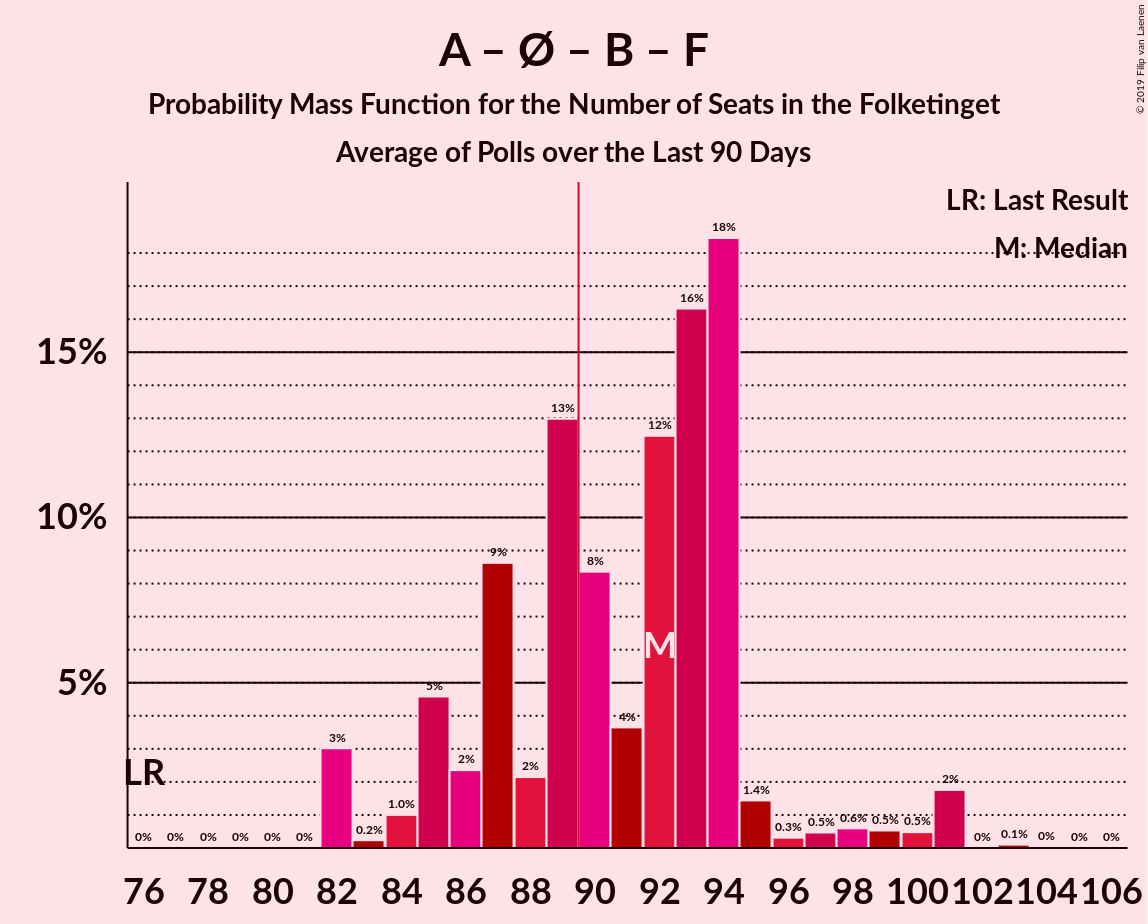 A – Ø – B – F
Probability Mass Function for the Number of Seats in the Folketinget
Average of Polls over the Last 90 Days
© 2019 Filip van Laenen
LR: Last Result
M: Median
15%
10%
5%
LR
M
0% 0% 0% 0% 0% 0% 3% 0.2% 1.0% 5% 2% 9% 2% 13% 8% 4% 12% 16% 18% 1.4% 0.3% 0.5% 0.6% 0.5% 0.5% 2% 0% 0.1% 0% 0% 0%
76 78 80 82 84 86 88 90 92 94 96 98 100 102 104 106